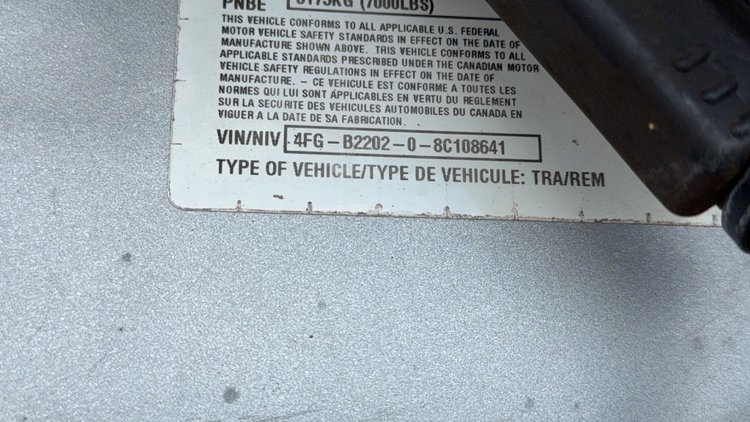 PNBE 3175KG (7000LBS)
THIS VEHICLE CONFORMS TO ALL APPLICABLE U.S. FEDERAL
MOTOR VEHICLE SAFETY STANDARDS IN EFFECT ON THE DATE OF
MANUFACTURE SHOWN ABOVE. THIS VEHICLE CONFORMS TO ALL
APPLICABLE STANDARDS PRESCRIBED UNDER THE CANADIAN MOTOR
VEHICLE SAFETY REGULATIONS IN EFFECT ON THE DATE OF
MANUFACTURE. – CE VEHICULE EST CONFORME A TOUTES LES
NORMES QUI LUI SONT APPLICABLES EN VERTU DU REGLEMENT
SUR LA SECURITE DES VEHICULES AUTOMOBILES DU CANADA EN
VIGUER A LA DATE DE SA FABRICATION.
VIN/NIV 4FG-B2202-0-8C108641
TYPE OF VEHICLE/TYPE DE VEHICULE: TRA/REM